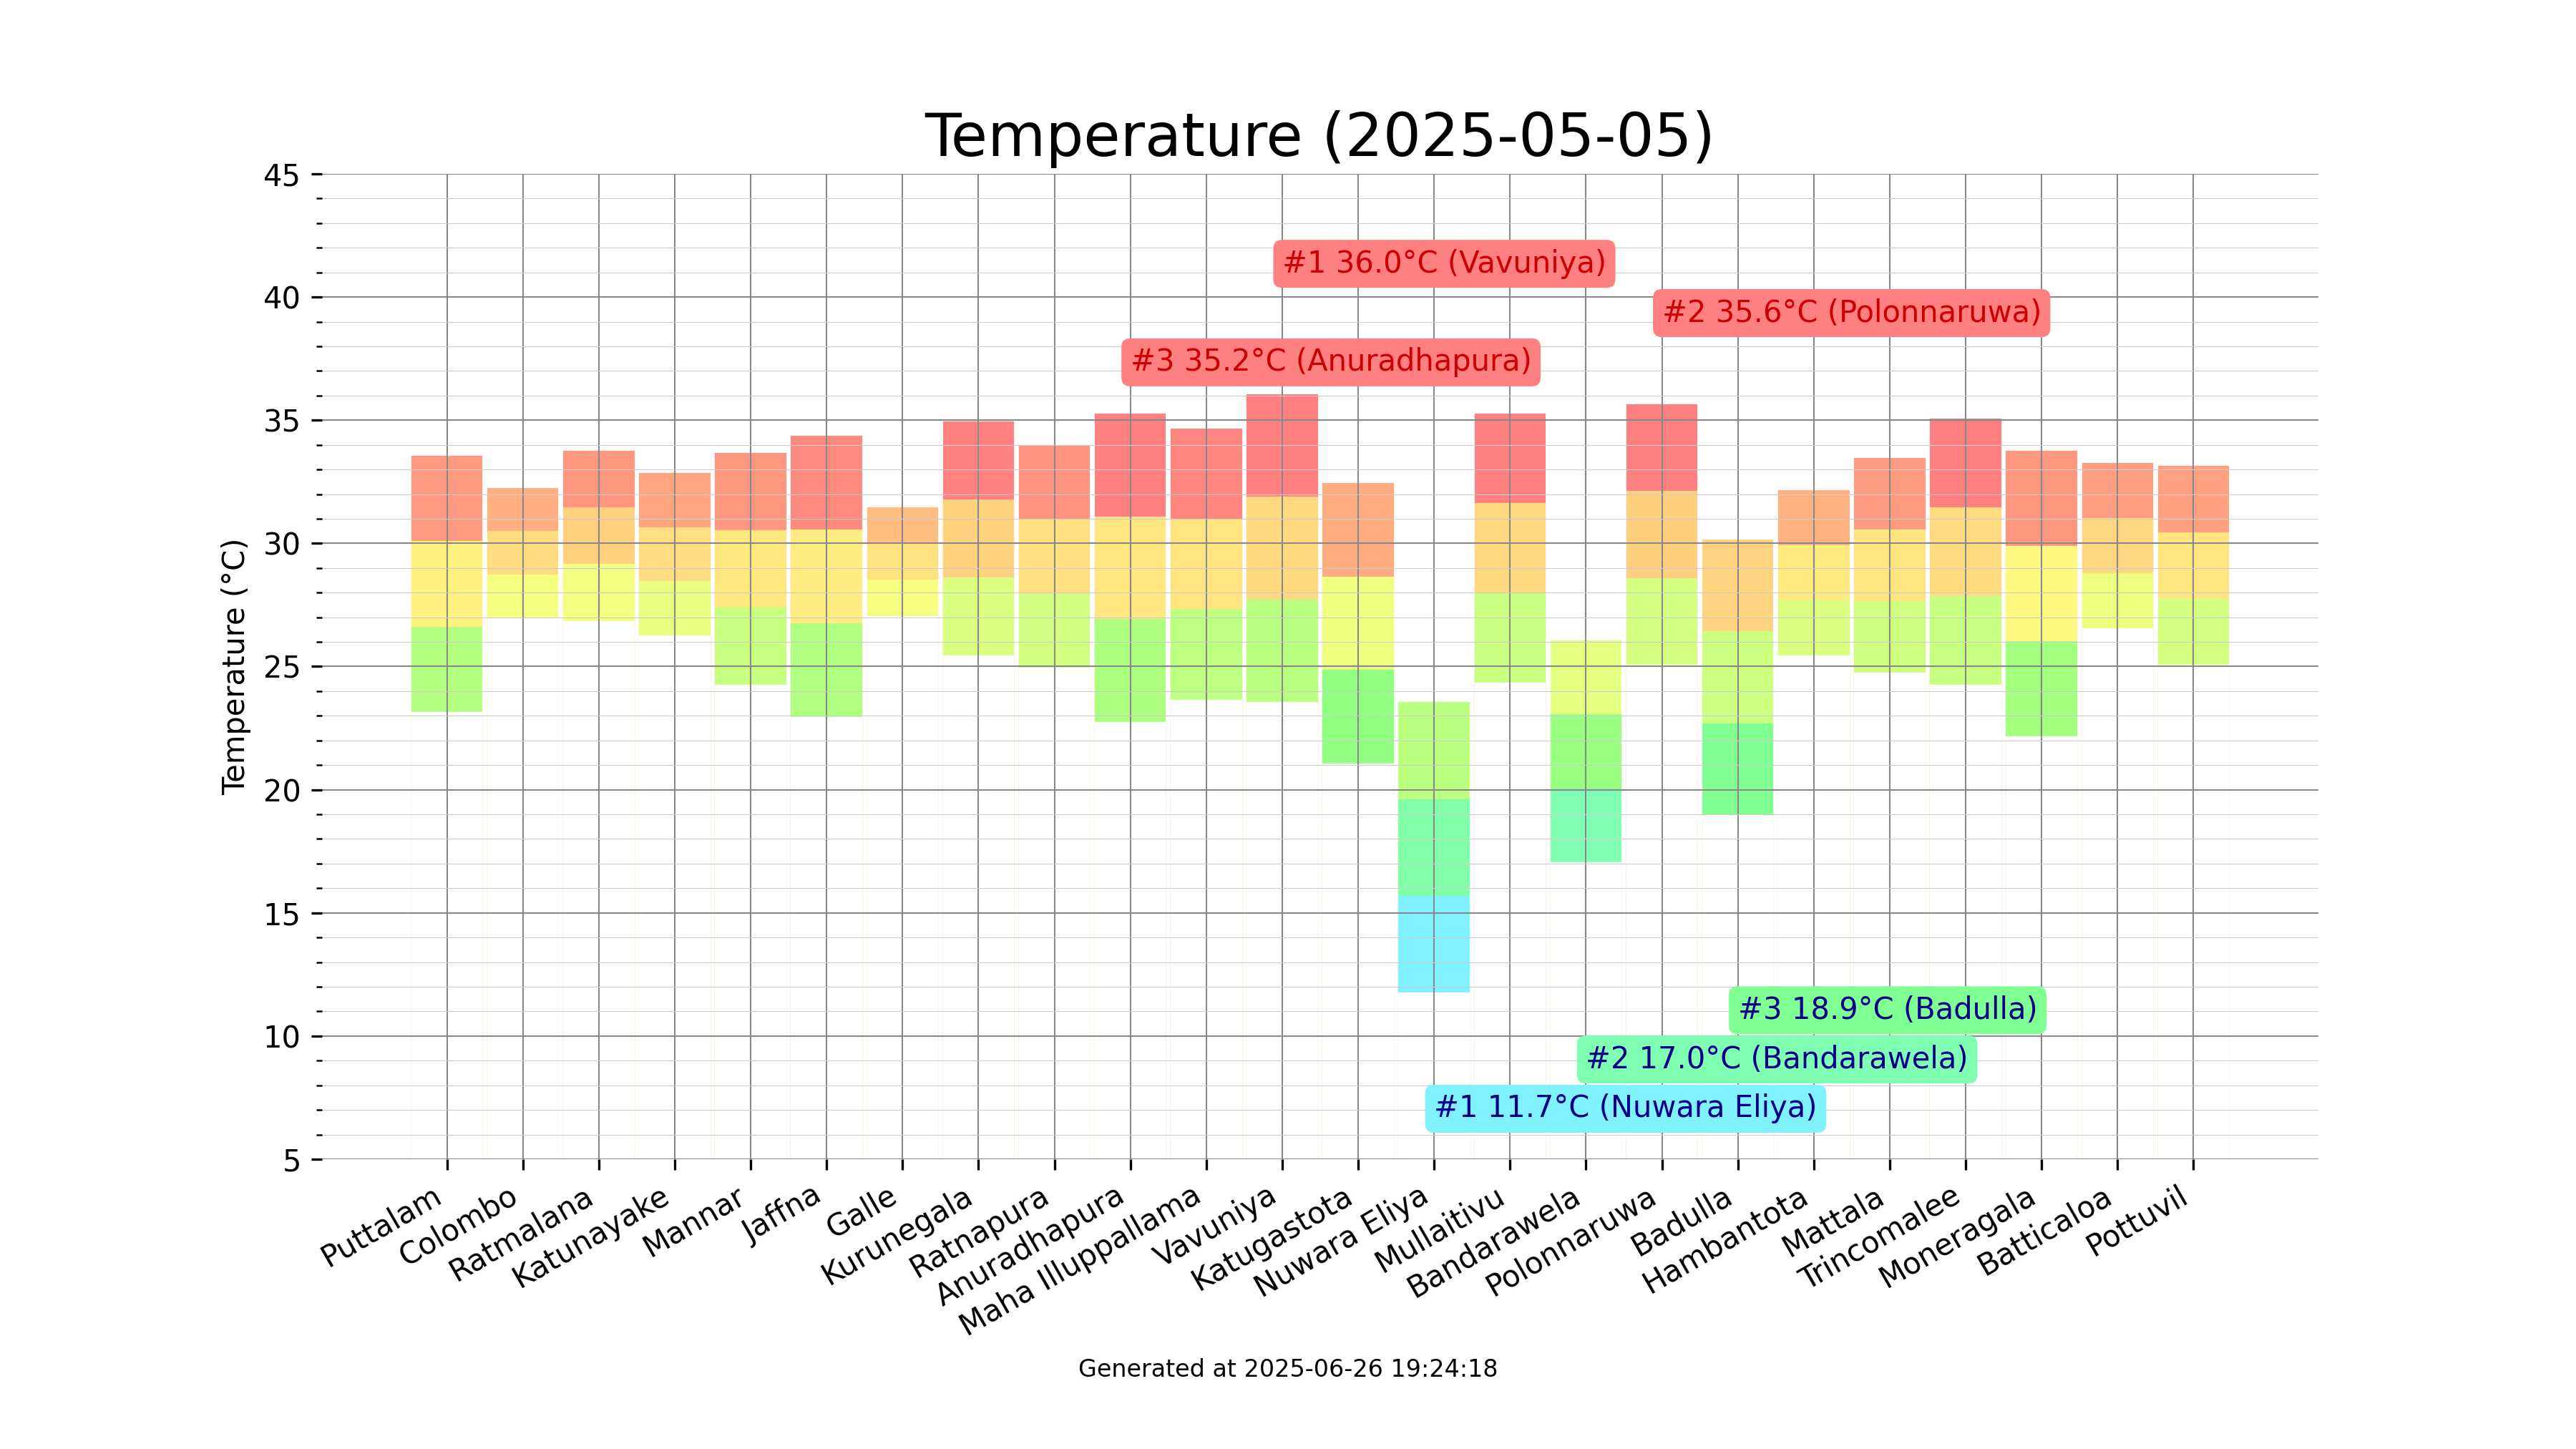 Temperature (2025-05-05)
Temperature (°C)
45
40
35
30
25
20
15
10
5
#1 36.0°C (Vavuniya)
#2 35.6°C (Polonnaruwa)
#3 35.2°C (Anuradhapura)
#3 18.9°C (Badulla)
#2 17.0°C (Bandarawela)
#1 11.7°C (Nuwara Eliya)
Puttalam
Colombo
Ratmalana
Katunayake
Mannar
Jaffna
Galle
Kurunegala
Ratnapura
Anuradhapura
Maha Illuppallama
Vavuniya
Katugastota
Nuwara Eliya
Mullaitivu
Bandarawela
Polonnaruwa
Badulla
Hambantota
Mattala
Trincomalee
Moneragala
Batticaloa
Pottuvil
Generated at 2025-06-26 19:24:18